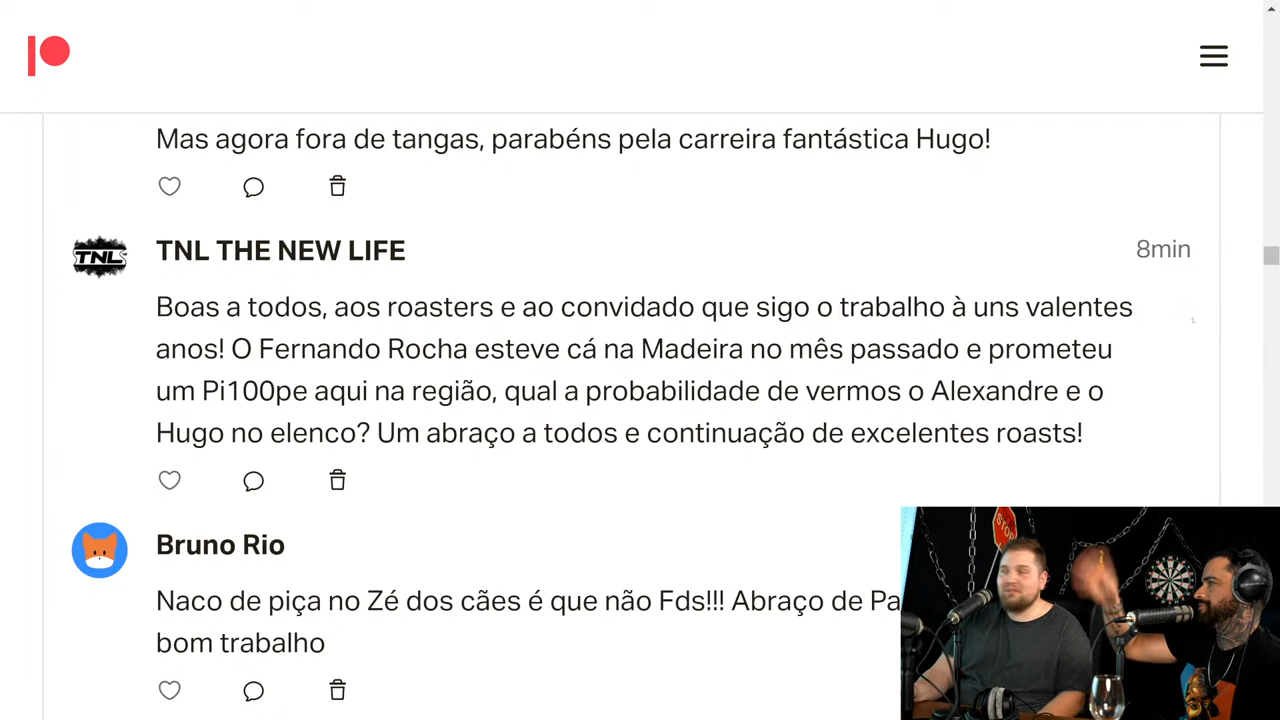 Mas agora fora de tangas, parabéns pela carreira fantástica Hugo!
TNL
TNL THE NEW LIFE
8min
Boas a todos, aos roasters e ao convidado que sigo o trabalho à uns valentes
anos! O Fernando Rocha esteve cá na Madeira no mês passado e prometeu
um Pi100pe aqui na região, qual a probabilidade de vermos o Alexandre e o
Hugo no elenco? Um abraço a todos e continuação de excelentes roasts!
Bruno Rio
Naco de piça no Zé dos cães é que não Fds!!! Abraço de Pa
bom trabalho
STOP